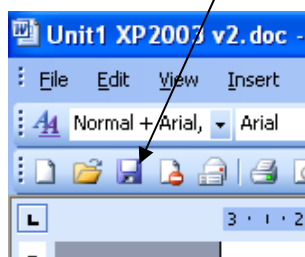 Unit1 XP2003 v2.doc -
File Edit View Insert
Normal + Arial, Arial
L 3 2